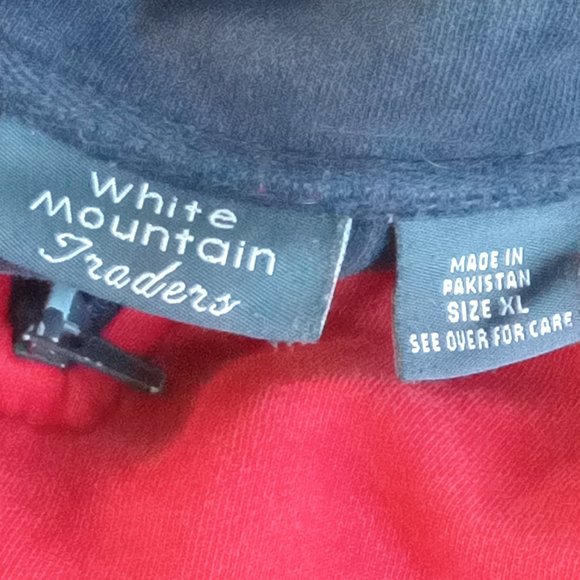 White
Mountain
Traders
MADE IN
PAKISTAN
SIZE XL
SEE OVER FOR CARE